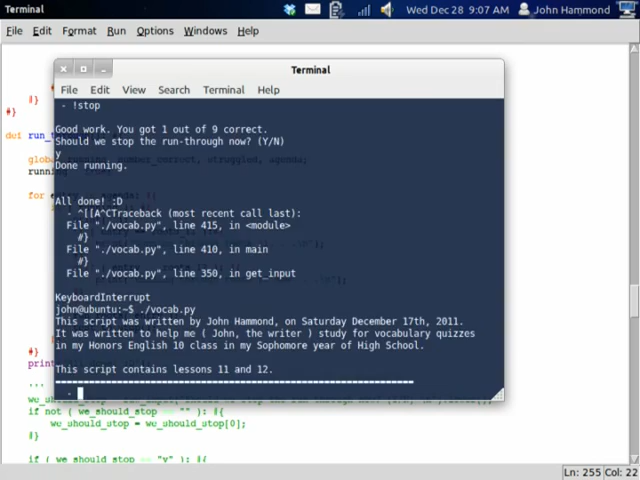 Terminal
Wed Dec 28 9:07 AM
John Hammond
File Edit Format Run Options Windows Help
Terminal
File Edit View Search Terminal Help
- !stop
Good work. You got 1 out of 9 correct.
Should we stop the run-through now? (Y/N)
y
Done running.
All done! :D
- ^[[A^CTraceback (most recent call last):
File "./vocab.py", line 415, in <module>
#}
File "./vocab.py", line 410, in main
#}
File "./vocab.py", line 350, in get_input
KeyboardInterrupt
john@ubuntu:~$ ./vocab.py
This script was written by John Hammond, on Saturday December 17th, 2011.
It was written to help me ( John, the writer ) study for vocabulary quizzes
in my Honors English 10 class in my Sophomore year of High School.
This script contains lessons 11 and 12.
-
#}
#}
def run_
running
for
'''
if not ( we_should_stop == "" ): #{
we_should_stop = we_should_stop[0];
#}
if ( we_should_stop == "y" ): #{
Ln: 255 Col: 22